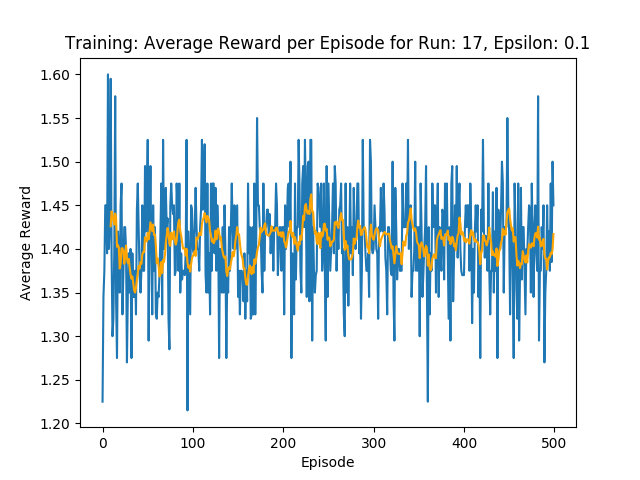 Training: Average Reward per Episode for Run: 17, Epsilon: 0.1
1.60
1.55
1.50
1.45
1.40
1.35
1.30
1.25
1.20
Average Reward
0 100 200 300 400 500
Episode